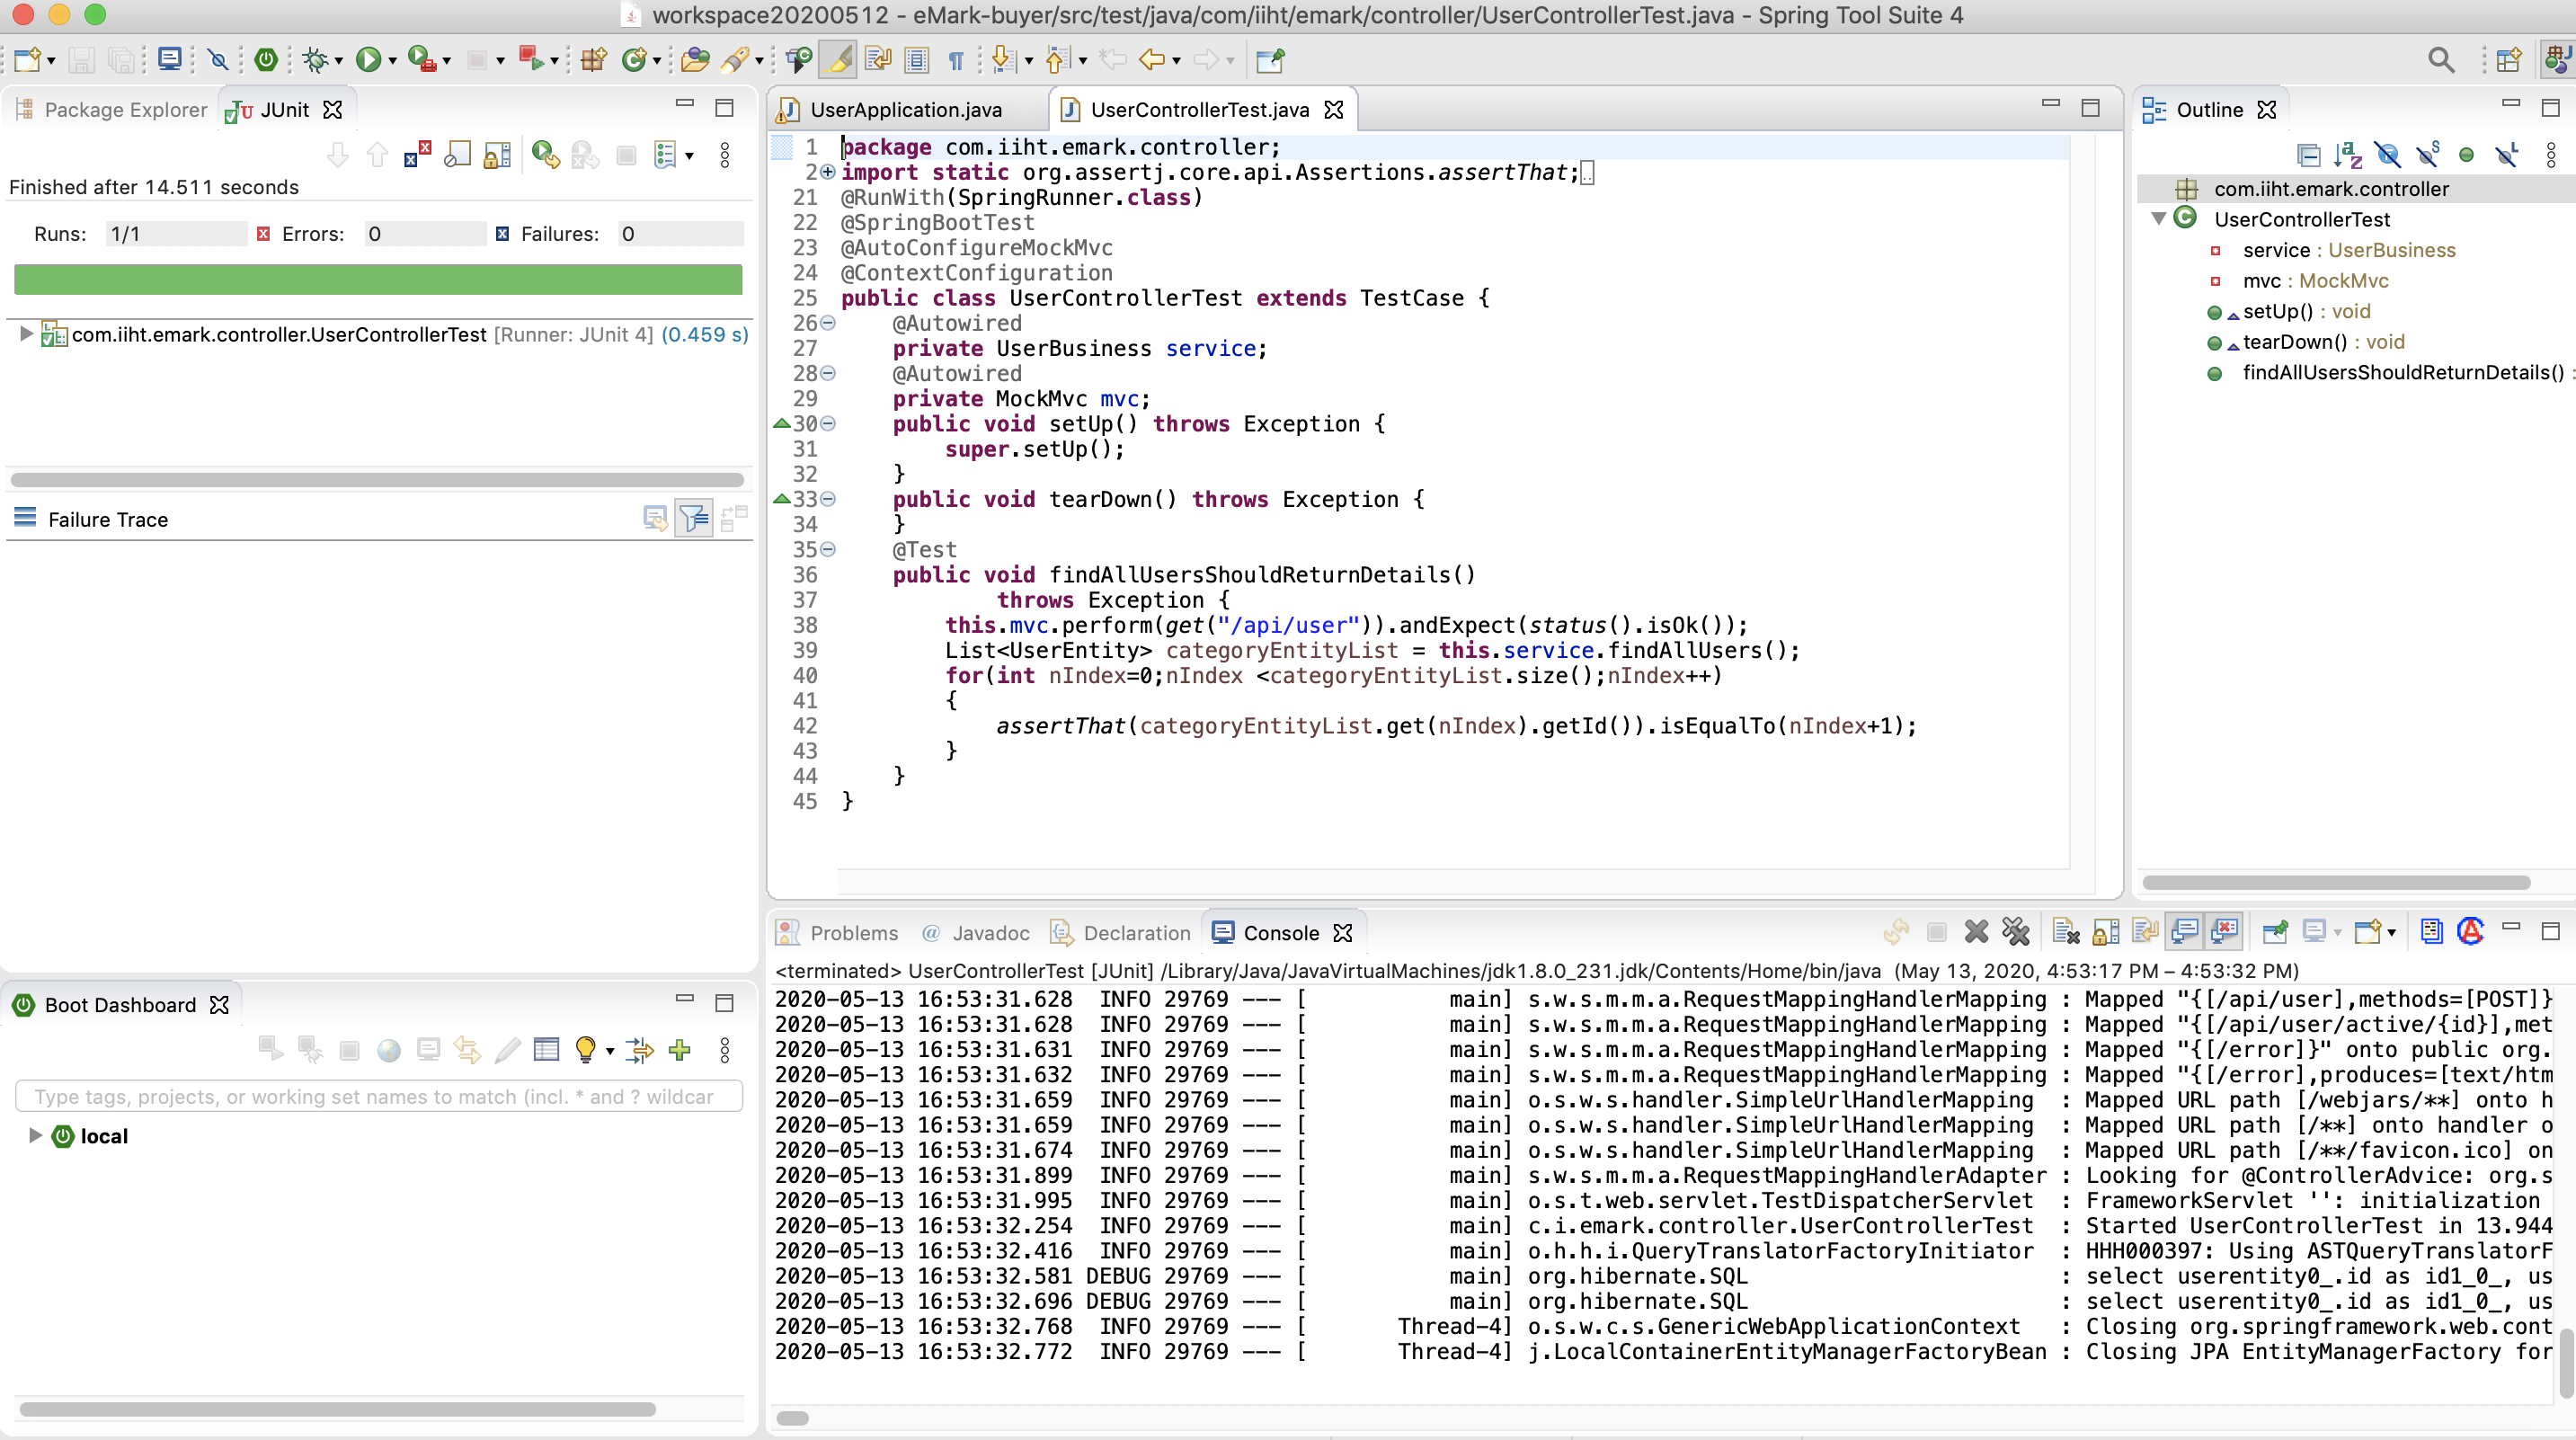 workspace20200512 - eMark-buyer/src/test/java/com/iiht/emark/controller/UserControllerTest.java - Spring Tool Suite 4
Package Explorer
JUnit
Finished after 14.511 seconds
Runs: 1/1 Errors: 0 Failures: 0
com.iiht.emark.controller.UserControllerTest [Runner: JUnit 4] (0.459 s)
Failure Trace
Boot Dashboard
Type tags, projects, or working set names to match (incl. * and ? wildcar
local
UserApplication.java
UserControllerTest.java
1 package com.iiht.emark.controller;
2 import static org.assertj.core.api.Assertions.assertThat;
21 @RunWith(SpringRunner.class)
22 @SpringBootTest
23 @AutoConfigureMockMvc
24 @ContextConfiguration
25 public class UserControllerTest extends TestCase {
26 @Autowired
27 private UserBusiness service;
28 @Autowired
29 private MockMvc mvc;
30 public void setUp() throws Exception {
31 super.setUp();
32 }
33 public void tearDown() throws Exception {
34 }
35 @Test
36 public void findAllUsersShouldReturnDetails()
37 throws Exception {
38 this.mvc.perform(get("/api/user")).andExpect(status().isOk());
39 List<UserEntity> categoryEntityList = this.service.findAllUsers();
40 for(int nIndex=0;nIndex <categoryEntityList.size();nIndex++)
41 {
42 assertThat(categoryEntityList.get(nIndex).getId()).isEqualTo(nIndex+1);
43 }
44 }
45 }
Outline
com.iiht.emark.controller
UserControllerTest
service : UserBusiness
mvc : MockMvc
setUp() : void
tearDown() : void
findAllUsersShouldReturnDetails() :
Problems
@ Javadoc
Declaration
Console
<terminated> UserControllerTest [JUnit] /Library/Java/JavaVirtualMachines/jdk1.8.0_231.jdk/Contents/Home/bin/java (May 13, 2020, 4:53:17 PM – 4:53:32 PM)
2020-05-13 16:53:31.628 INFO 29769 --- [ main] s.w.s.m.m.a.RequestMappingHandlerMapping : Mapped "{[/api/user],methods=[POST]}
2020-05-13 16:53:31.628 INFO 29769 --- [ main] s.w.s.m.m.a.RequestMappingHandlerMapping : Mapped "{[/api/user/active/{id}],met
2020-05-13 16:53:31.631 INFO 29769 --- [ main] s.w.s.m.m.a.RequestMappingHandlerMapping : Mapped "{[/error]}" onto public org.
2020-05-13 16:53:31.632 INFO 29769 --- [ main] s.w.s.m.m.a.RequestMappingHandlerMapping : Mapped "{[/error],produces=[text/htm
2020-05-13 16:53:31.659 INFO 29769 --- [ main] o.s.w.s.handler.SimpleUrlHandlerMapping : Mapped URL path [/webjars/**] onto h
2020-05-13 16:53:31.659 INFO 29769 --- [ main] o.s.w.s.handler.SimpleUrlHandlerMapping : Mapped URL path [/**] onto handler o
2020-05-13 16:53:31.674 INFO 29769 --- [ main] o.s.w.s.handler.SimpleUrlHandlerMapping : Mapped URL path [/**/favicon.ico] on
2020-05-13 16:53:31.899 INFO 29769 --- [ main] s.w.s.m.m.a.RequestMappingHandlerAdapter : Looking for @ControllerAdvice: org.s
2020-05-13 16:53:31.995 INFO 29769 --- [ main] o.s.t.web.servlet.TestDispatcherServlet : FrameworkServlet '': initialization
2020-05-13 16:53:32.254 INFO 29769 --- [ main] c.i.emark.controller.UserControllerTest : Started UserControllerTest in 13.944
2020-05-13 16:53:32.416 INFO 29769 --- [ main] o.h.h.i.QueryTranslatorFactoryInitiator : HHH000397: Using ASTQueryTranslatorF
2020-05-13 16:53:32.581 DEBUG 29769 --- [ main] org.hibernate.SQL : select userentity0_.id as id1_0_, us
2020-05-13 16:53:32.696 DEBUG 29769 --- [ main] org.hibernate.SQL : select userentity0_.id as id1_0_, us
2020-05-13 16:53:32.768 INFO 29769 --- [ Thread-4] o.s.w.c.s.GenericWebApplicationContext : Closing org.springframework.web.cont
2020-05-13 16:53:32.772 INFO 29769 --- [ Thread-4] j.LocalContainerEntityManagerFactoryBean : Closing JPA EntityManagerFactory for